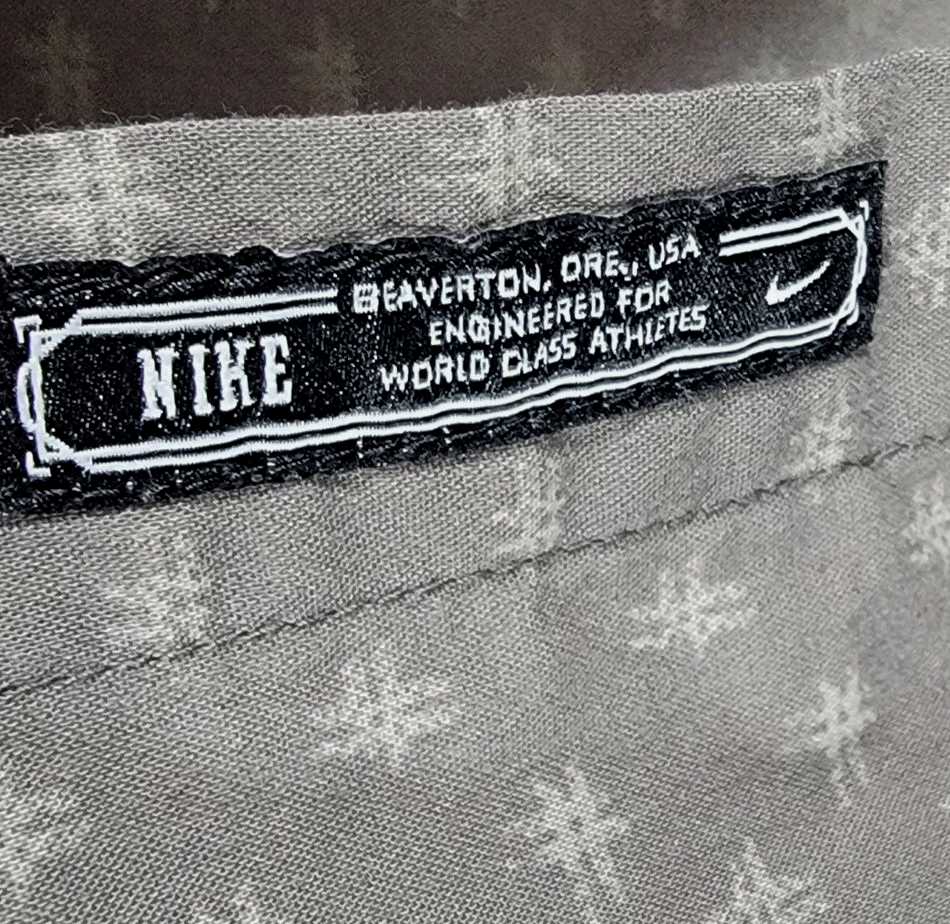 NIKE
BEAVERTON, ORE., USA
ENGINEERED FOR
WORLD CLASS ATHLETES